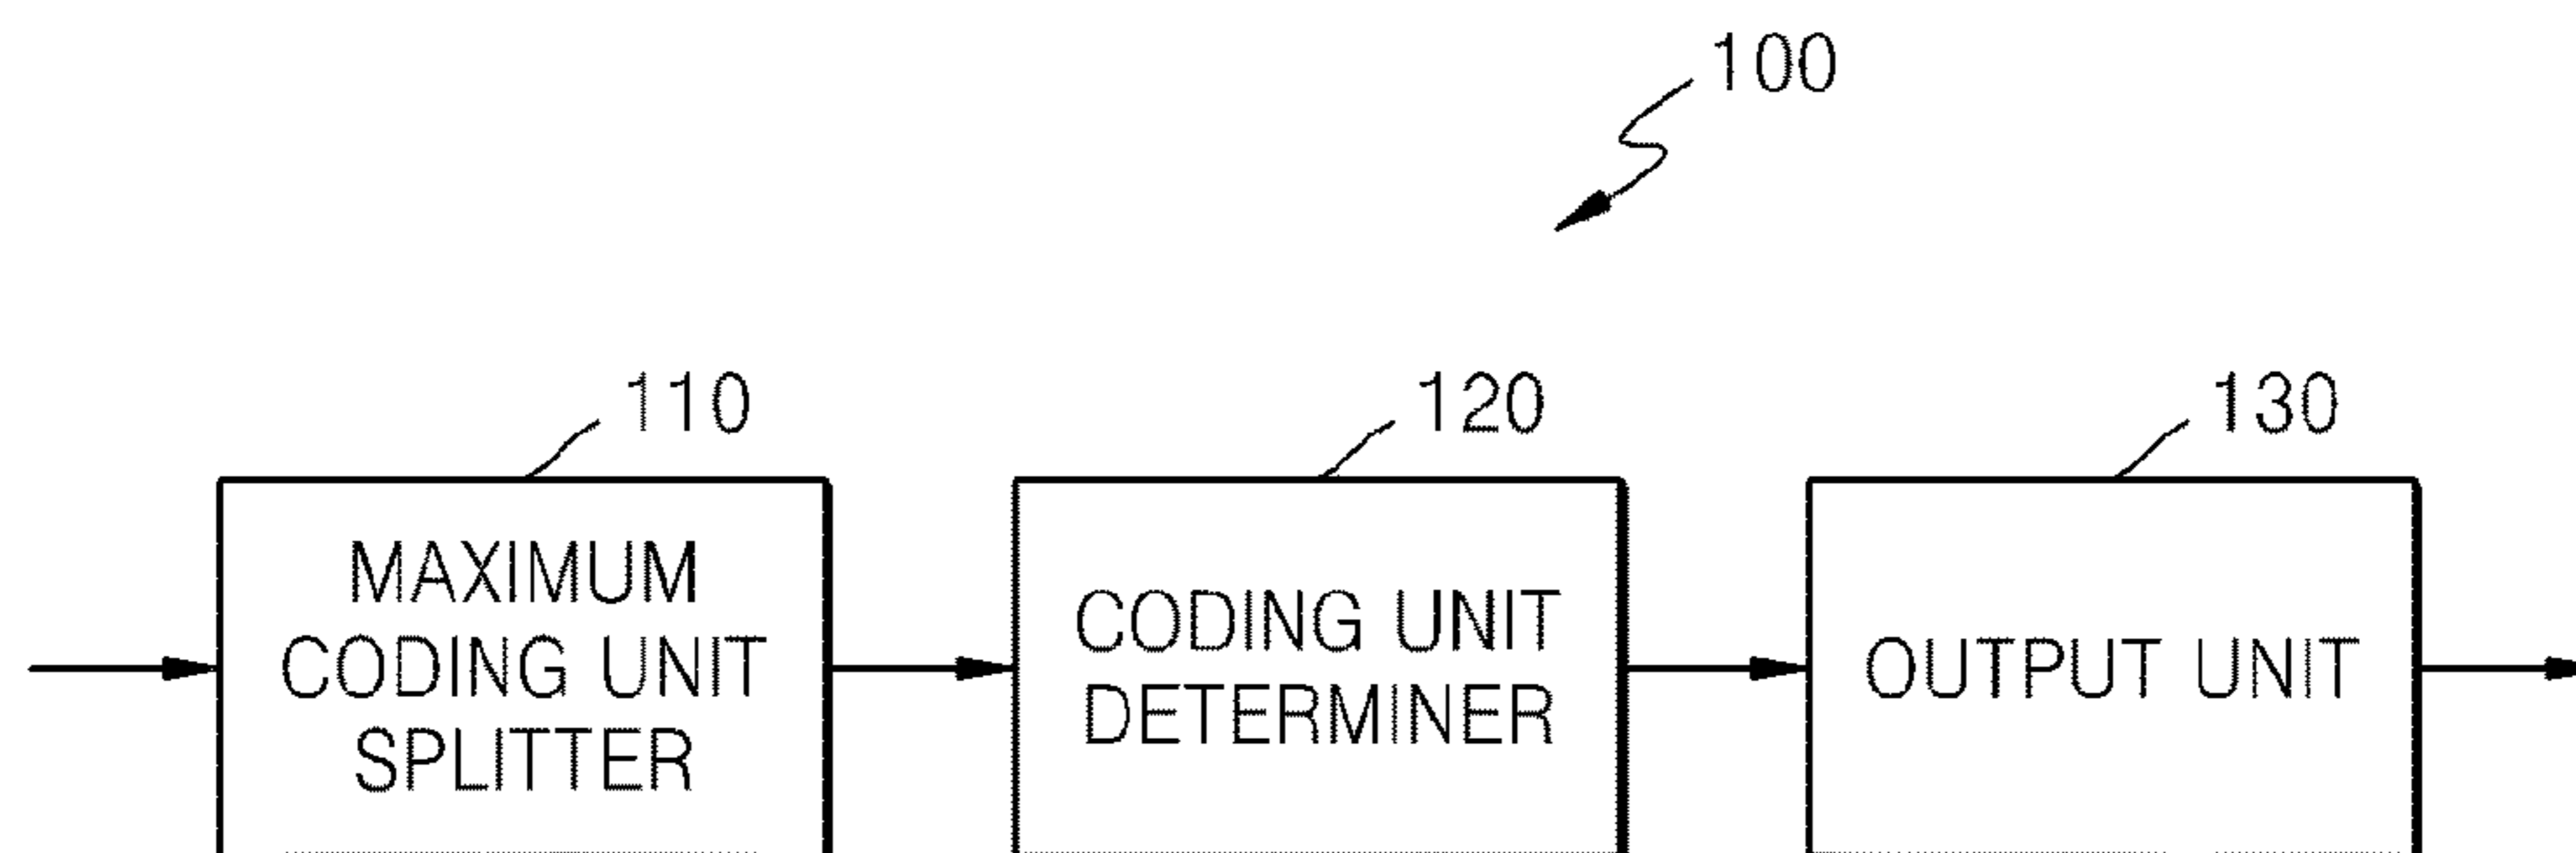 100
110
120
130
MAXIMUM
CODING UNIT
SPLITTER
CODING UNIT
DETERMINER
OUTPUT UNIT